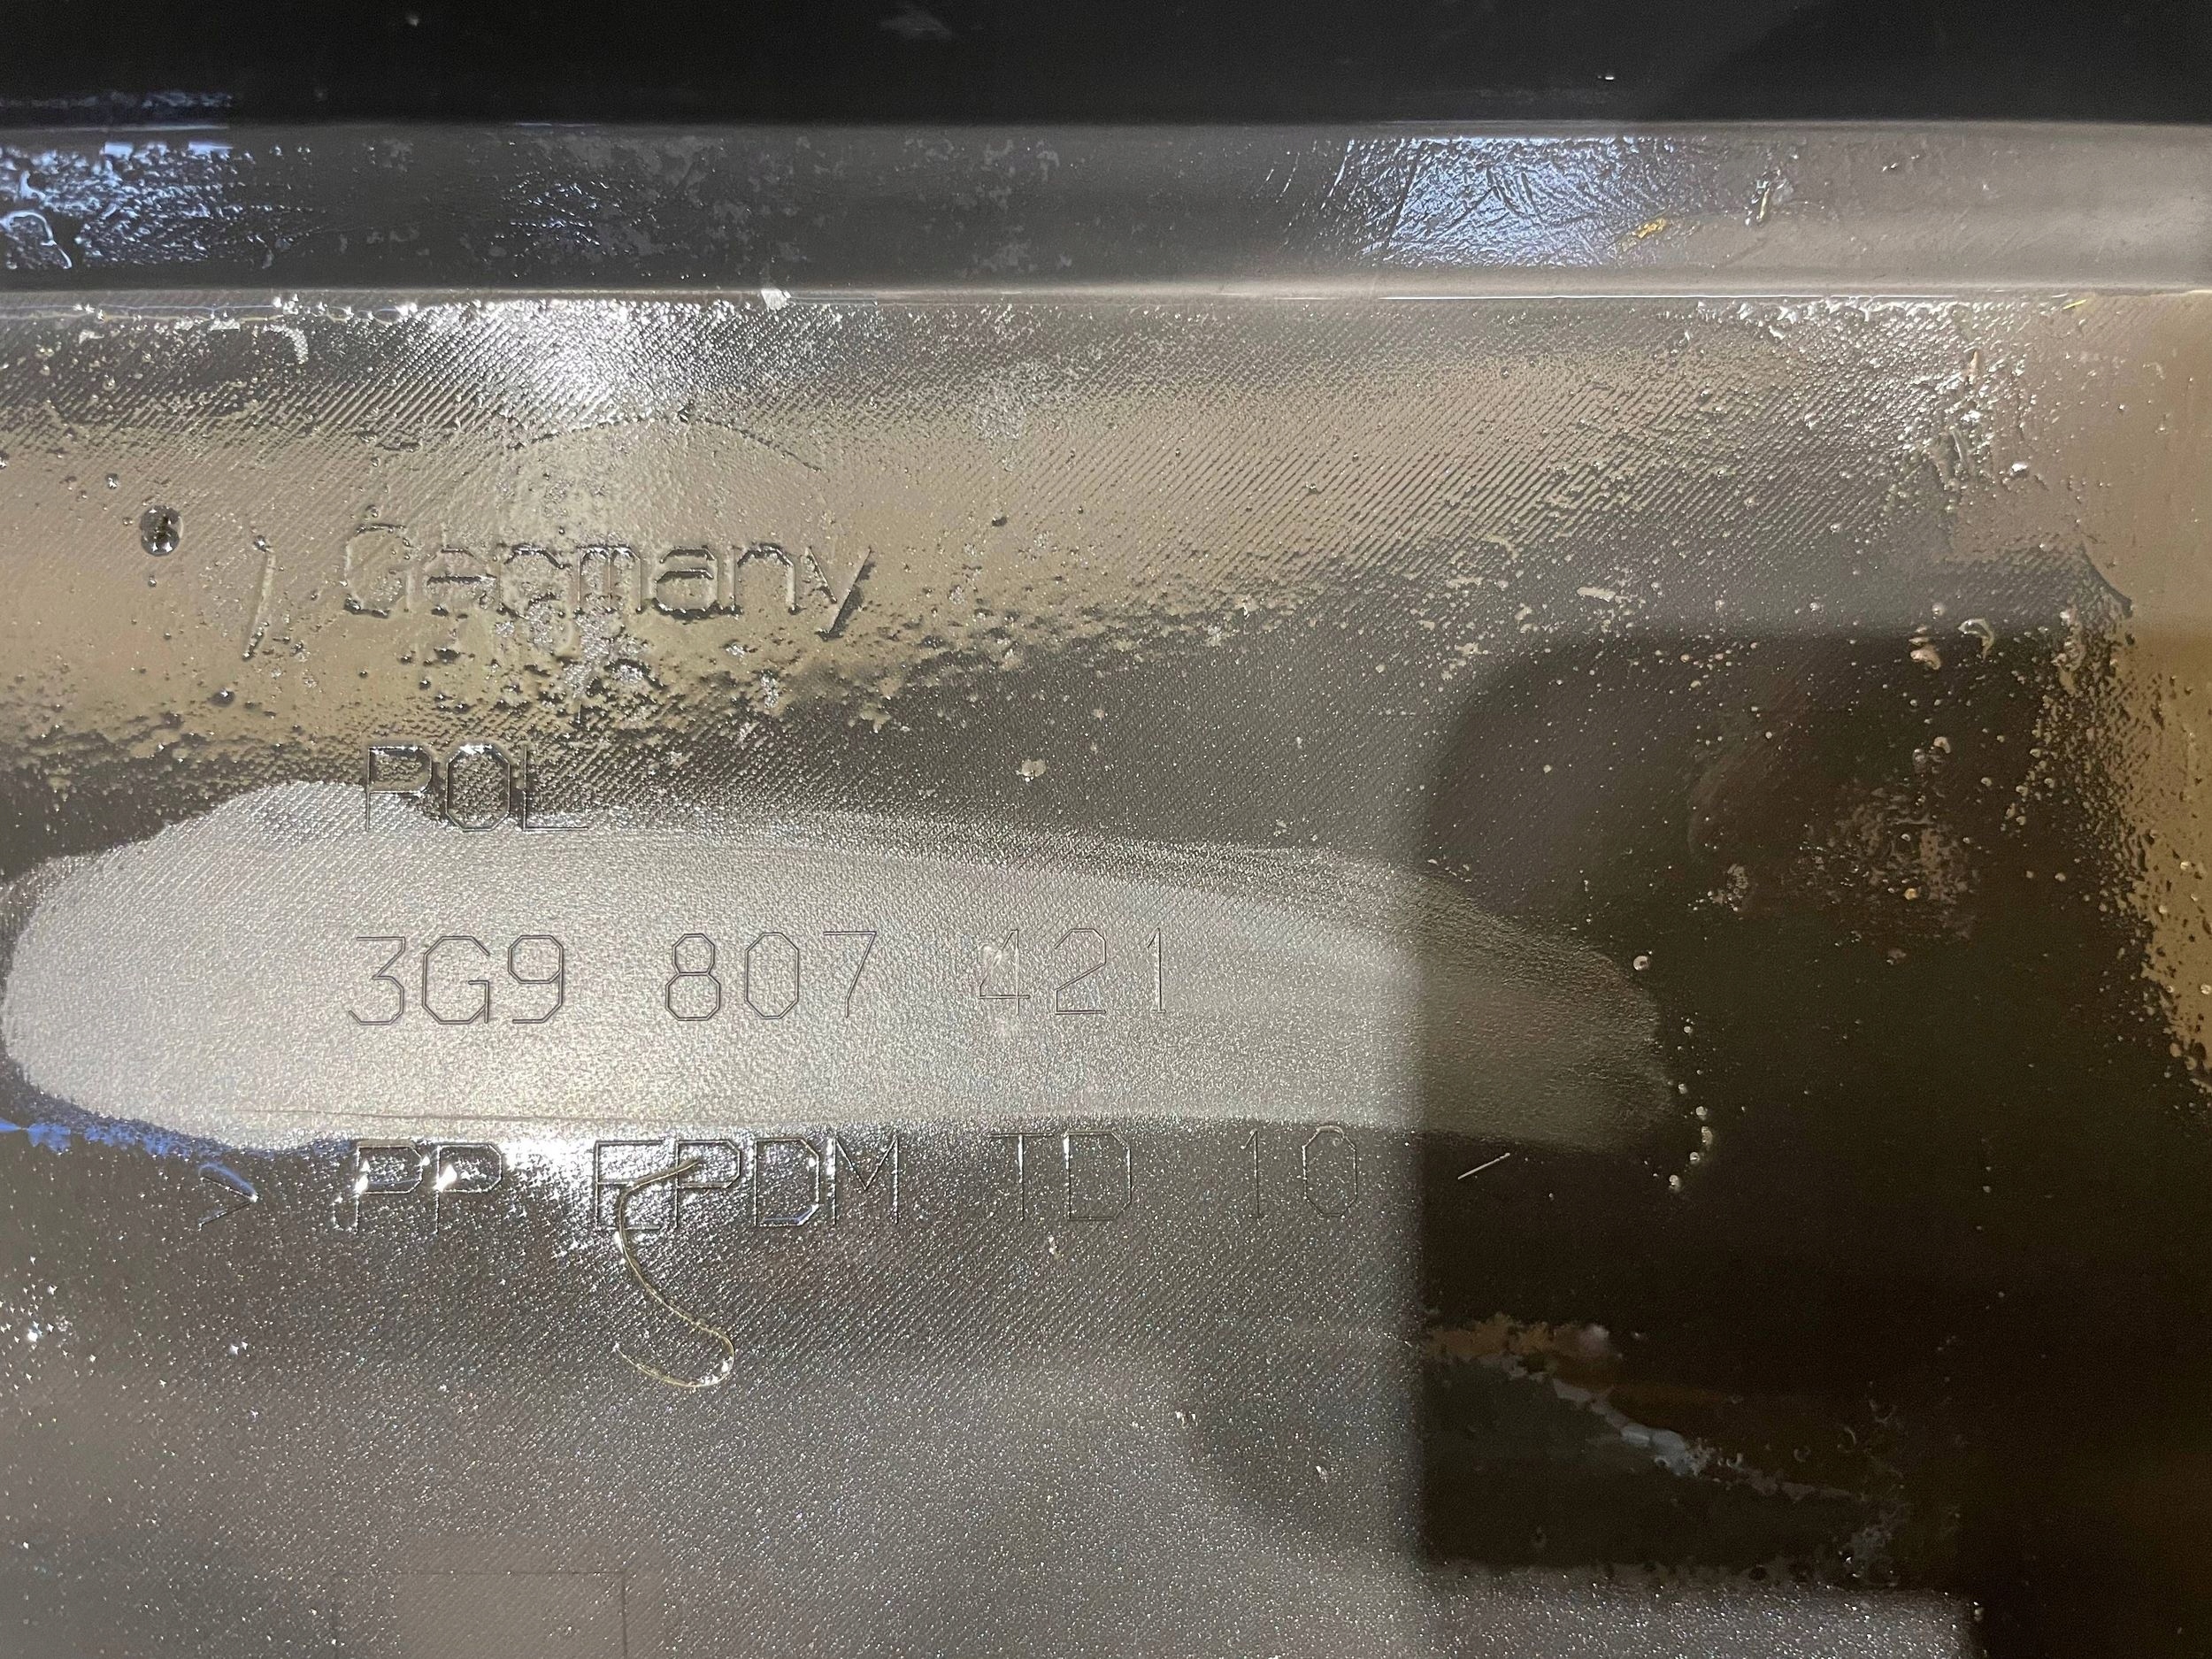 Germany
POL
3G9 807 421
> PP EPDM TD 10 <